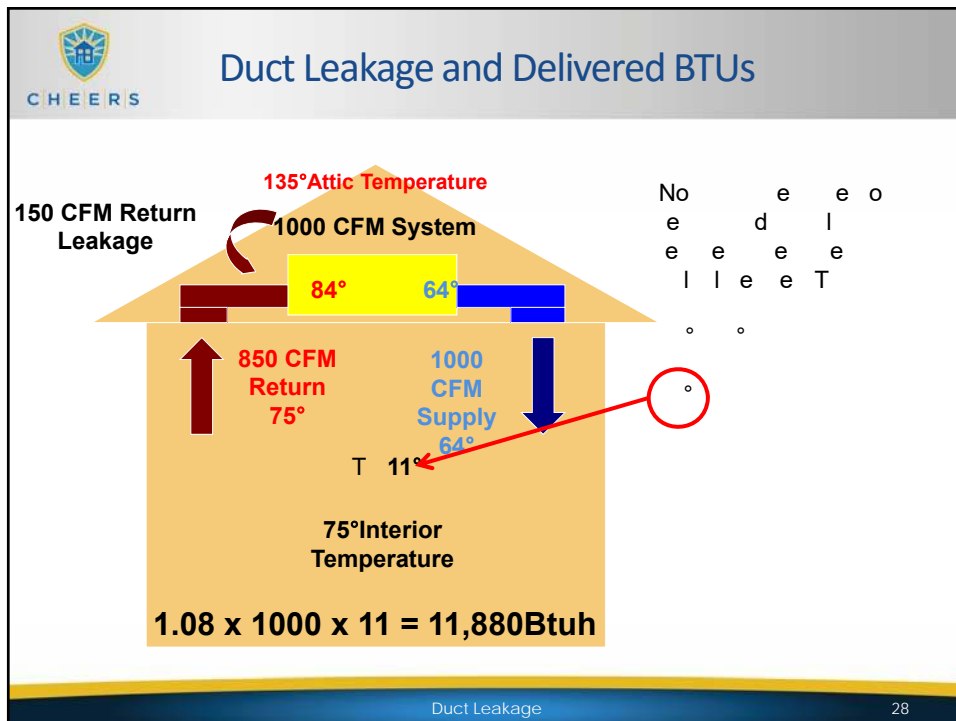 CHEERS
Duct Leakage and Delivered BTUs
135°Attic Temperature
150 CFM Return
Leakage
1000 CFM System
84°
64°
850 CFM
Return
75°
1000
CFM
Supply
64°
T 11°
75°Interior
Temperature
1.08 x 1000 x 11 = 11,880Btuh
No e e o
e d l
e e e e
l l e e T
° °
°
Duct Leakage
28